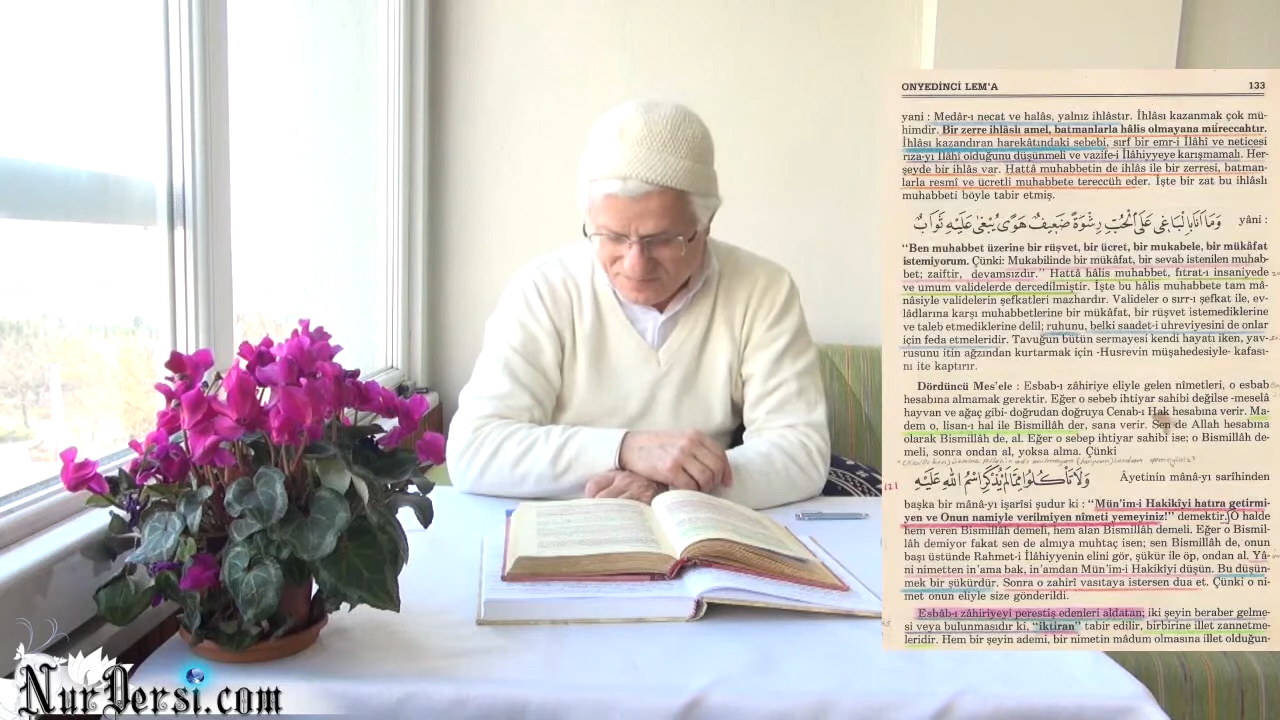 ONYEDİNCİ LEM'A 133
yani : Medâr-ı necat ve halâs, yalnız ihlâstır. İhlâsı kazanmak çok mü-
himdir. Bir zerre ihlâslı amel, batmanlarla hâlis olmayana müreccahtır.
İhlâsı kazandıran harekâtındaki sebebi, sırf bir emr-i İlâhî ve neticesi
rıza-yı İlâhî olduğunu düşünmeli ve vazife-i İlâhiyyeye karışmamalı. Her-
şeyde bir ihlâs var. Hattâ muhabbetin de ihlâs ile bir zerresi, batman-
larla resmî ve ücretli muhabbete tereccüh eder. İşte bir zat bu ihlâslı
muhabbeti böyle tabir etmiş.
وَمَا اَنَا بِالْبَاغِى عَلَى الْحُبِّ رِشْوَةً ضَعِيفٌ هَوًى يُبْغٰى عَلَيْهِ ثَوَابٌ yâni :
"Ben muhabbet üzerine bir rüşvet, bir ücret, bir mukabele, bir mükâfat
istemiyorum. Çünki: Mukabilinde bir mükâfat, bir sevab istenilen muhab-
bet; zaiftir, devamsızdır." Hattâ hâlis muhabbet, fıtrat-ı insaniyede
ve umum validelerde dercedilmiştir. İşte bu hâlis muhabbete tam mâ-
nâsiyle validelerin şefkatleri mazhardır. Valideler o sırr-ı şefkat ile, ev-
lâdlarına karşı muhabbetlerine bir mükâfat, bir rüşvet istemediklerine
ve taleb etmediklerine delil; ruhunu, belki saadet-i uhreviyesini de onlar
için feda etmeleridir. Tavuğun bütün sermayesi kendi hayatı iken, yav-
rusunu itin ağzından kurtarmak için -Husrevin müşahedesiyle- kafası-
nı ite kaptırır.
Dördüncü Mes'ele : Esbab-ı zâhiriye eliyle gelen nîmetleri, o esbab
hesabına almamak gerektir. Eğer o sebeb ihtiyar sahibi değilse -meselâ
hayvan ve ağaç gibi- doğrudan doğruya Cenab-ı Hak hesabına verir. Ma-
dem o, lisan-ı hal ile Bismillâh der, sana verir. Sen de Allah hesabına
olarak Bismillâh de, al. Eğer o sebep ihtiyar sahibi ise; o Bismillâh de-
meli, sonra ondan al, yoksa alma. Çünki
121 وَلَا تَاْكُلُوا مِمَّا لَمْ يُذْكَرِ اسْمُ اللّٰهِ عَلَيْهِ Âyetinin mânâ-yı sarîhinden
başka bir mânâ-yı işarîsi şudur ki : "Mün'im-i Hakikîyi hatıra getirmi-
yen ve Onun namiyle verilmiyen nîmeti yemeyiniz!" demektir. O halde
hem veren Bismillâh demeli, hem alan Bismillâh demeli. Eğer o Bismil-
lâh demiyor fakat sen de almıya muhtaç isen; sen Bismillâh de, onun
başı üstünde Rahmet-i İlâhiyyenin elini gör, şükür ile öp, ondan al. Yâ-
ni nimetten in'ama bak, in'amdan Mün'im-i Hakikîyi düşün. Bu düşün-
mek bir şükürdür. Sonra o zahirî vasıtaya istersen dua et. Çünki o ni-
met onun eliyle size gönderildi.
Esbâb-ı zâhiriyeyi perestiş edenleri aldatan; iki şeyin beraber gelme-
si veya bulunmasıdır ki, "iktiran" tabir edilir, birbirine illet zannetme-
leridir. Hem bir şeyin ademi, bir nimetin mâdum olmasına illet olduğun-
NurDersi.com